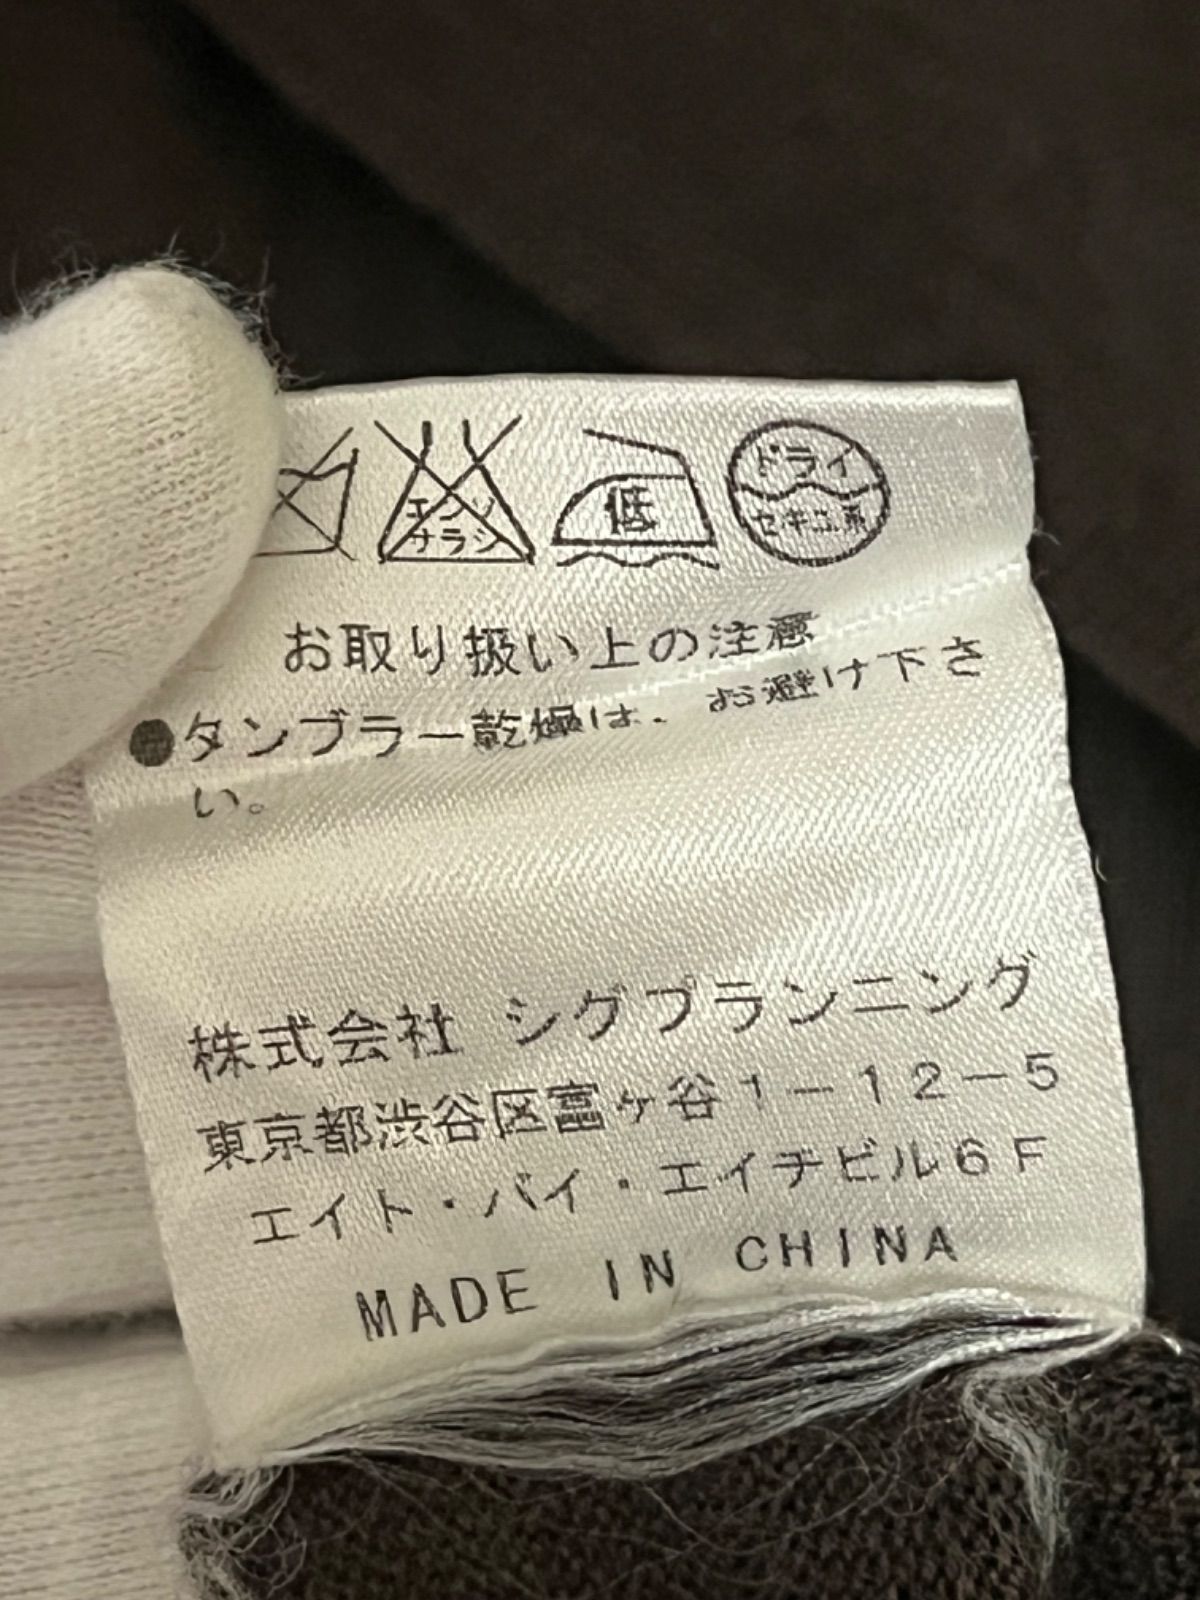 エンソ
サラシ
低
ドライ
セキユ系
お取り扱い上の注意
●タンブラー乾燥は、お避け下さ
い。
株式会社 シグプランニング
東京都渋谷区富ヶ谷1-12-5
エイト・バイ・エイチビル6F
MADE IN CHINA